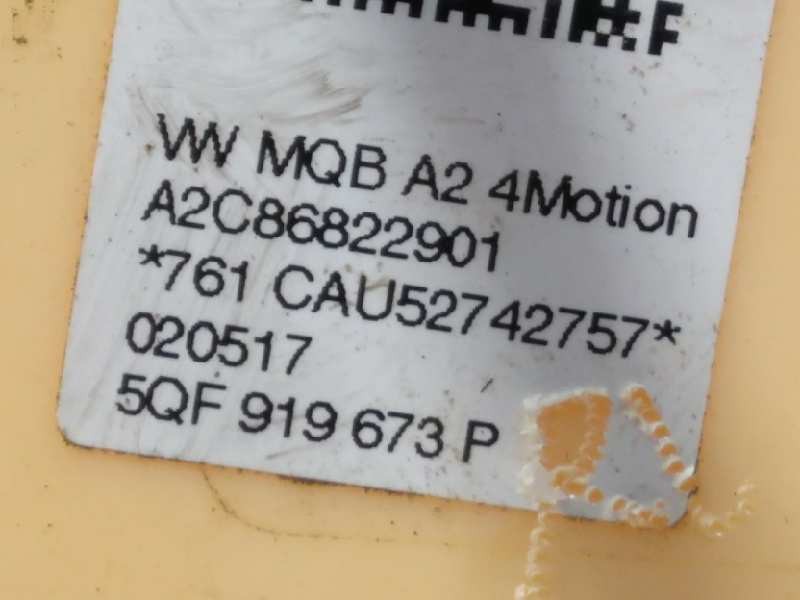 VW MQB A2 4Motion
A2C86822901
*761 CAU52742757*
020517
5QF 919 673 P